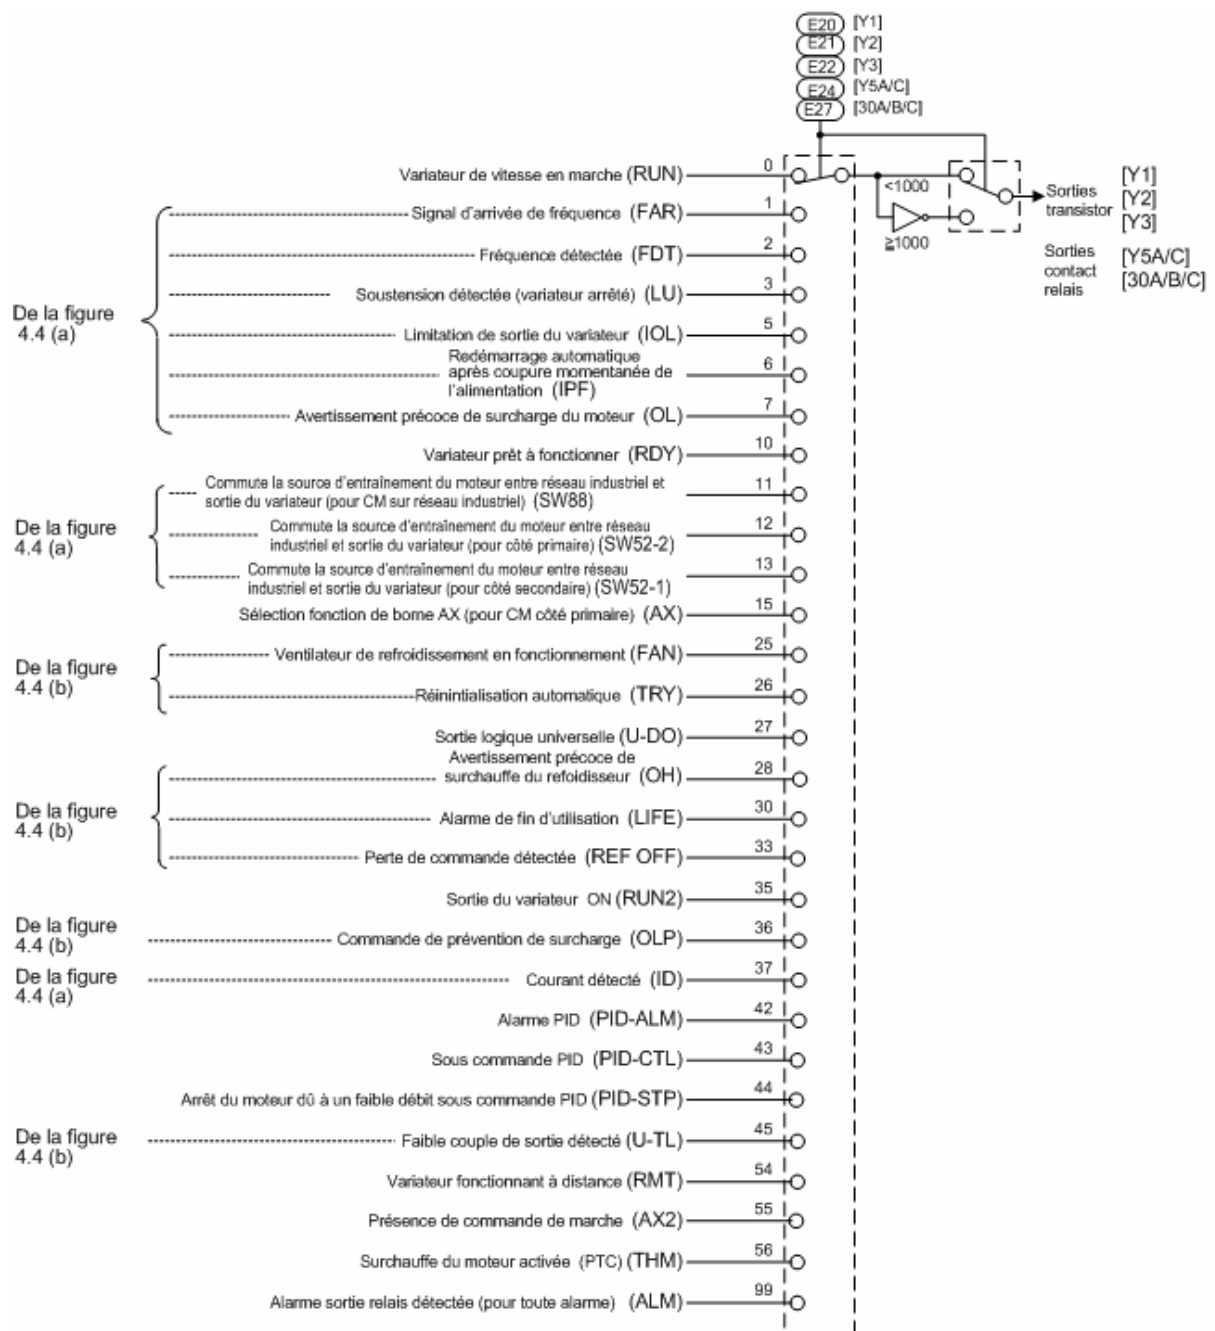 E20 [Y1]
E21 [Y2]
E22 [Y3]
E24 [Y5A/C]
E27 [30A/B/C]
Variateur de vitesse en marche (RUN) 0
<1000
≧1000
Sorties
transistor
[Y1]
[Y2]
[Y3]
Sorties
contact
relais
[Y5A/C]
[30A/B/C]
De la figure
4.4 (a)
Signal d'arrivée de fréquence (FAR) 1
Fréquence détectée (FDT) 2
Soustension détectée (variateur arrêté) (LU) 3
Limitation de sortie du variateur (IOL) 5
Redémarrage automatique
après coupure momentanée de
l'alimentation (IPF) 6
Avertissement précoce de surcharge du moteur (OL) 7
Variateur prêt à fonctionner (RDY) 10
De la figure
4.4 (a)
Commute la source d'entraînement du moteur entre réseau industriel et
sortie du variateur (pour CM sur réseau industriel) (SW88) 11
Commute la source d'entraînement du moteur entre réseau
industriel et sortie du variateur (pour côté primaire) (SW52-2) 12
Commute la source d'entraînement du moteur entre réseau
industriel et sortie du variateur (pour côté secondaire) (SW52-1) 13
Sélection fonction de borne AX (pour CM côté primaire) (AX) 15
De la figure
4.4 (b)
Ventilateur de refroidissement en fonctionnement (FAN) 25
Réinintialisation automatique (TRY) 26
Sortie logique universelle (U-DO) 27
De la figure
4.4 (b)
Avertissement précoce de
surchauffe du refoidisseur (OH) 28
Alarme de fin d'utilisation (LIFE) 30
Perte de commande détectée (REF OFF) 33
Sortie du variateur ON (RUN2) 35
De la figure
4.4 (b)
Commande de prévention de surcharge (OLP) 36
De la figure
4.4 (a)
Courant détecté (ID) 37
Alarme PID (PID-ALM) 42
Sous commande PID (PID-CTL) 43
Arrêt du moteur dû à un faible débit sous commande PID (PID-STP) 44
De la figure
4.4 (b)
Faible couple de sortie détecté (U-TL) 45
Variateur fonctionnant à distance (RMT) 54
Présence de commande de marche (AX2) 55
Surchauffe du moteur activée (PTC) (THM) 56
Alarme sortie relais détectée (pour toute alarme) (ALM) 99